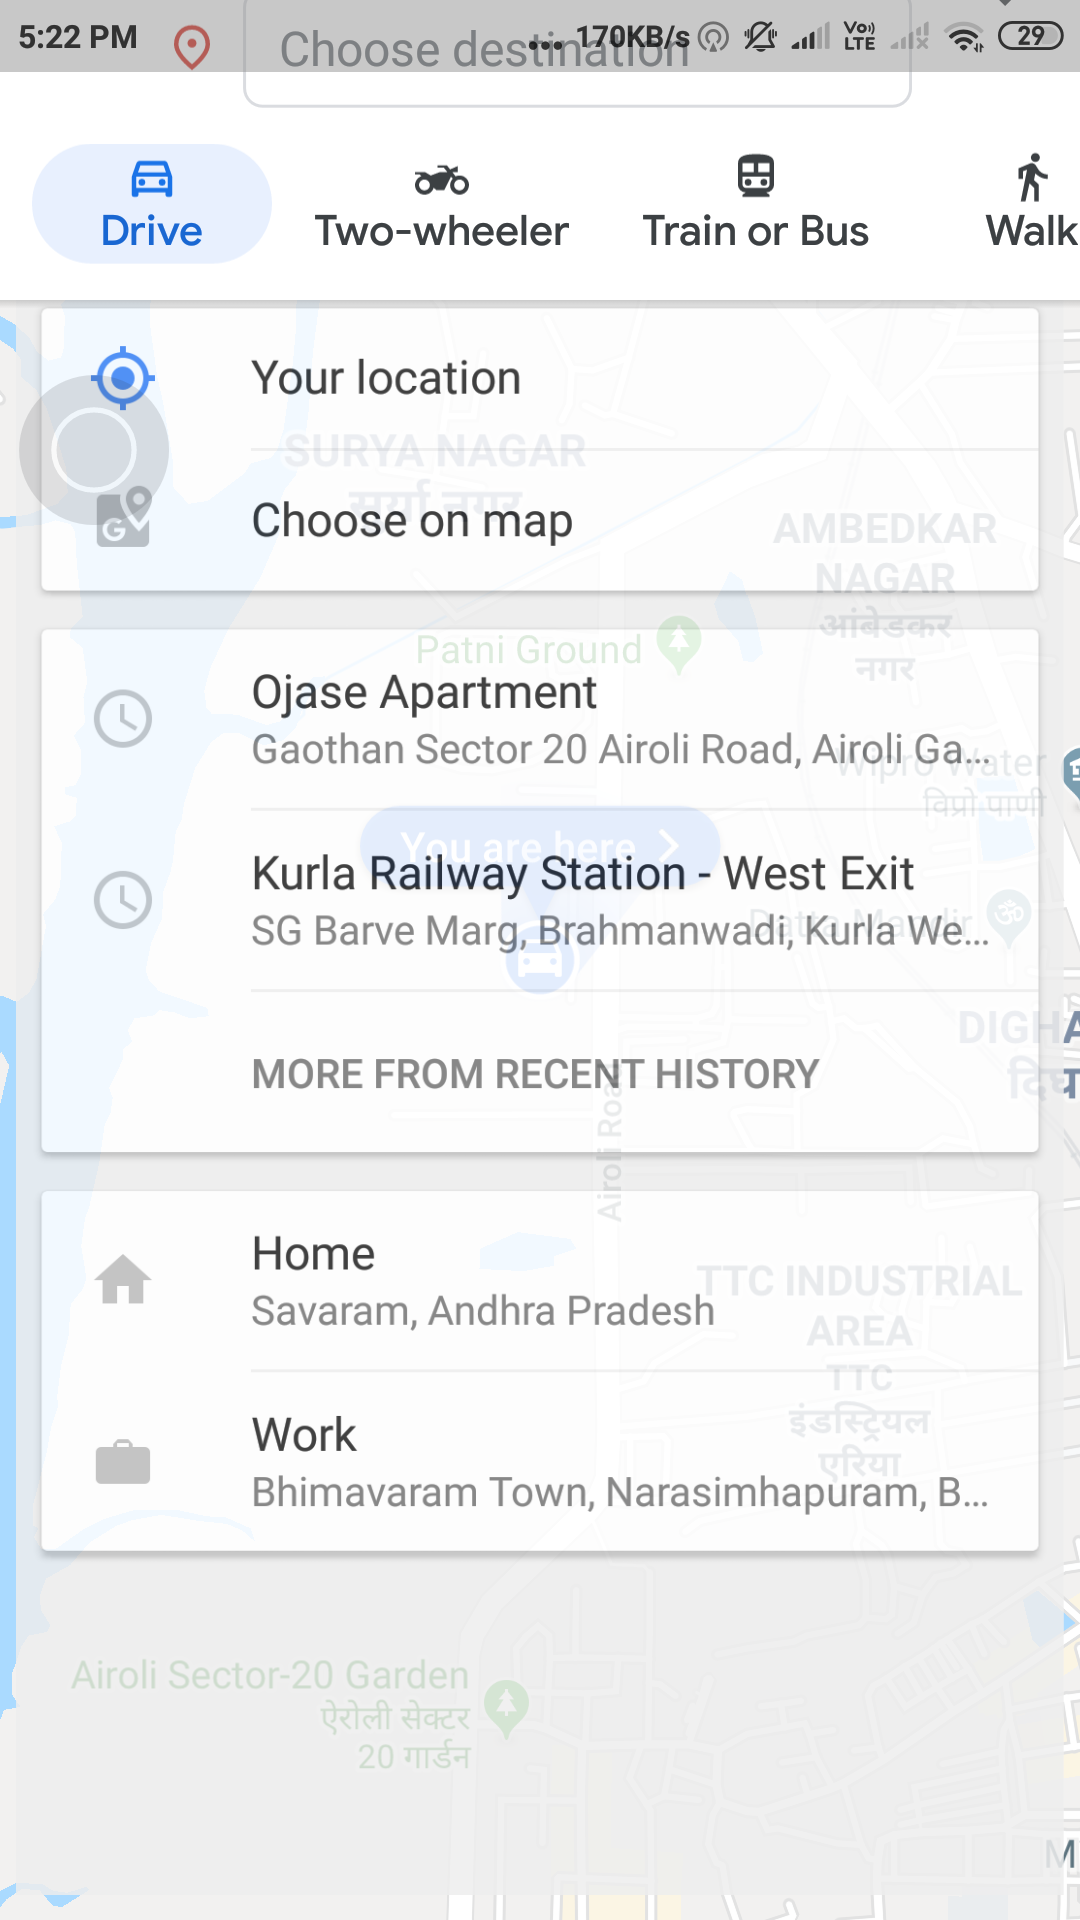 5:22 PM
... 170KB/s
Vo))
LTE
29
Choose destination
Drive
Two-wheeler
Train or Bus
Walk
Your location
SURYA NAGAR
सूर्या नगर
G
Choose on map
AMBEDKAR
NAGAR
आंबेडकर
नगर
Patni Ground
Ojase Apartment
Gaothan Sector 20 Airoli Road, Airoli Ga...
Wipro Water
विप्रो पाणी
You are here
Kurla Railway Station - West Exit
Datta Mandir
SG Barve Marg, Brahmanwadi, Kurla We...
DIGHA
MORE FROM RECENT HISTORY
Airoli Road
Home
TTC INDUSTRIAL
Savaram, Andhra Pradesh
AREA
TTC
इंडस्ट्रियल
एरिया
Work
Bhimavaram Town, Narasimhapuram, B...
Airoli Sector-20 Garden
ऐरोली सेक्टर
20 गार्डन
M